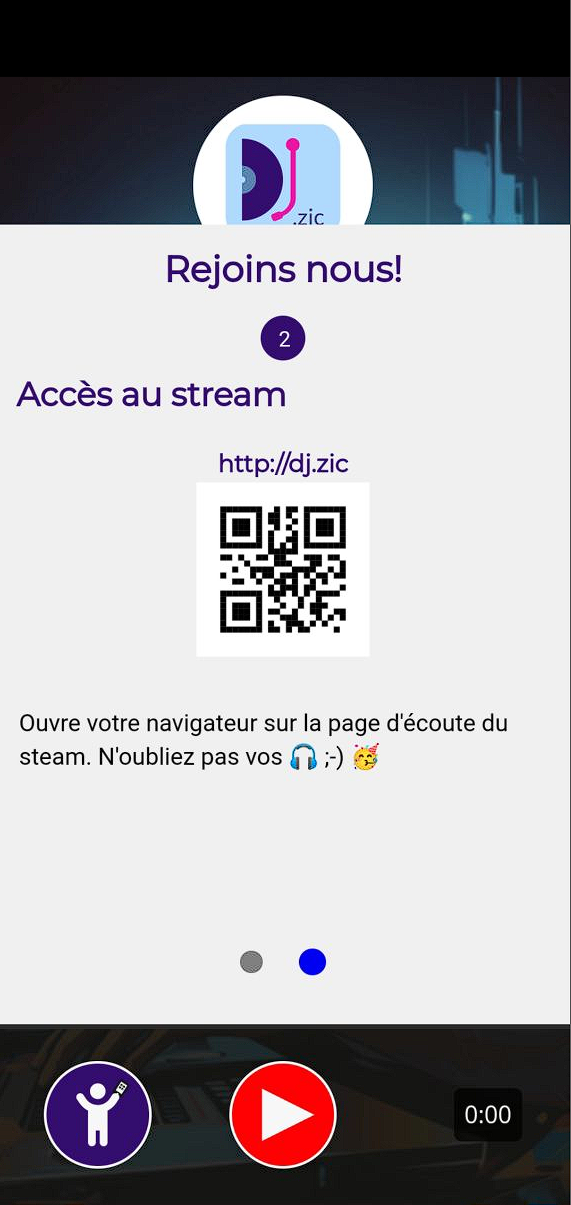 DJ
.zic
Rejoins nous!
2
Accès au stream
http://dj.zic
Ouvre votre navigateur sur la page d'écoute du
steam. N'oubliez pas vos 🎧 ;-) 🥳
0:00